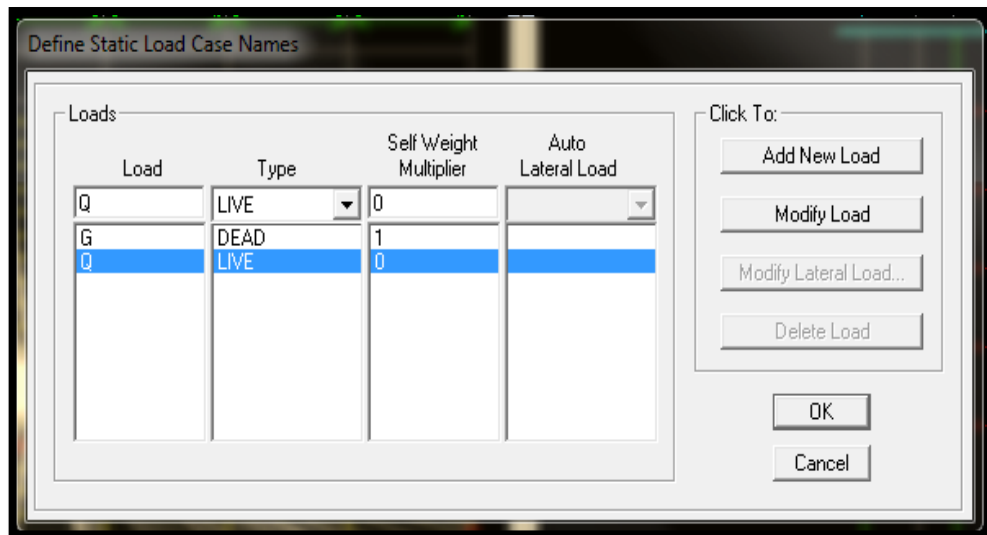 Define Static Load Case Names
Loads
Load Type Self Weight Multiplier Auto Lateral Load
Q LIVE 0
G DEAD 1
Q LIVE 0
Click To:
Add New Load
Modify Load
Modify Lateral Load...
Delete Load
OK
Cancel